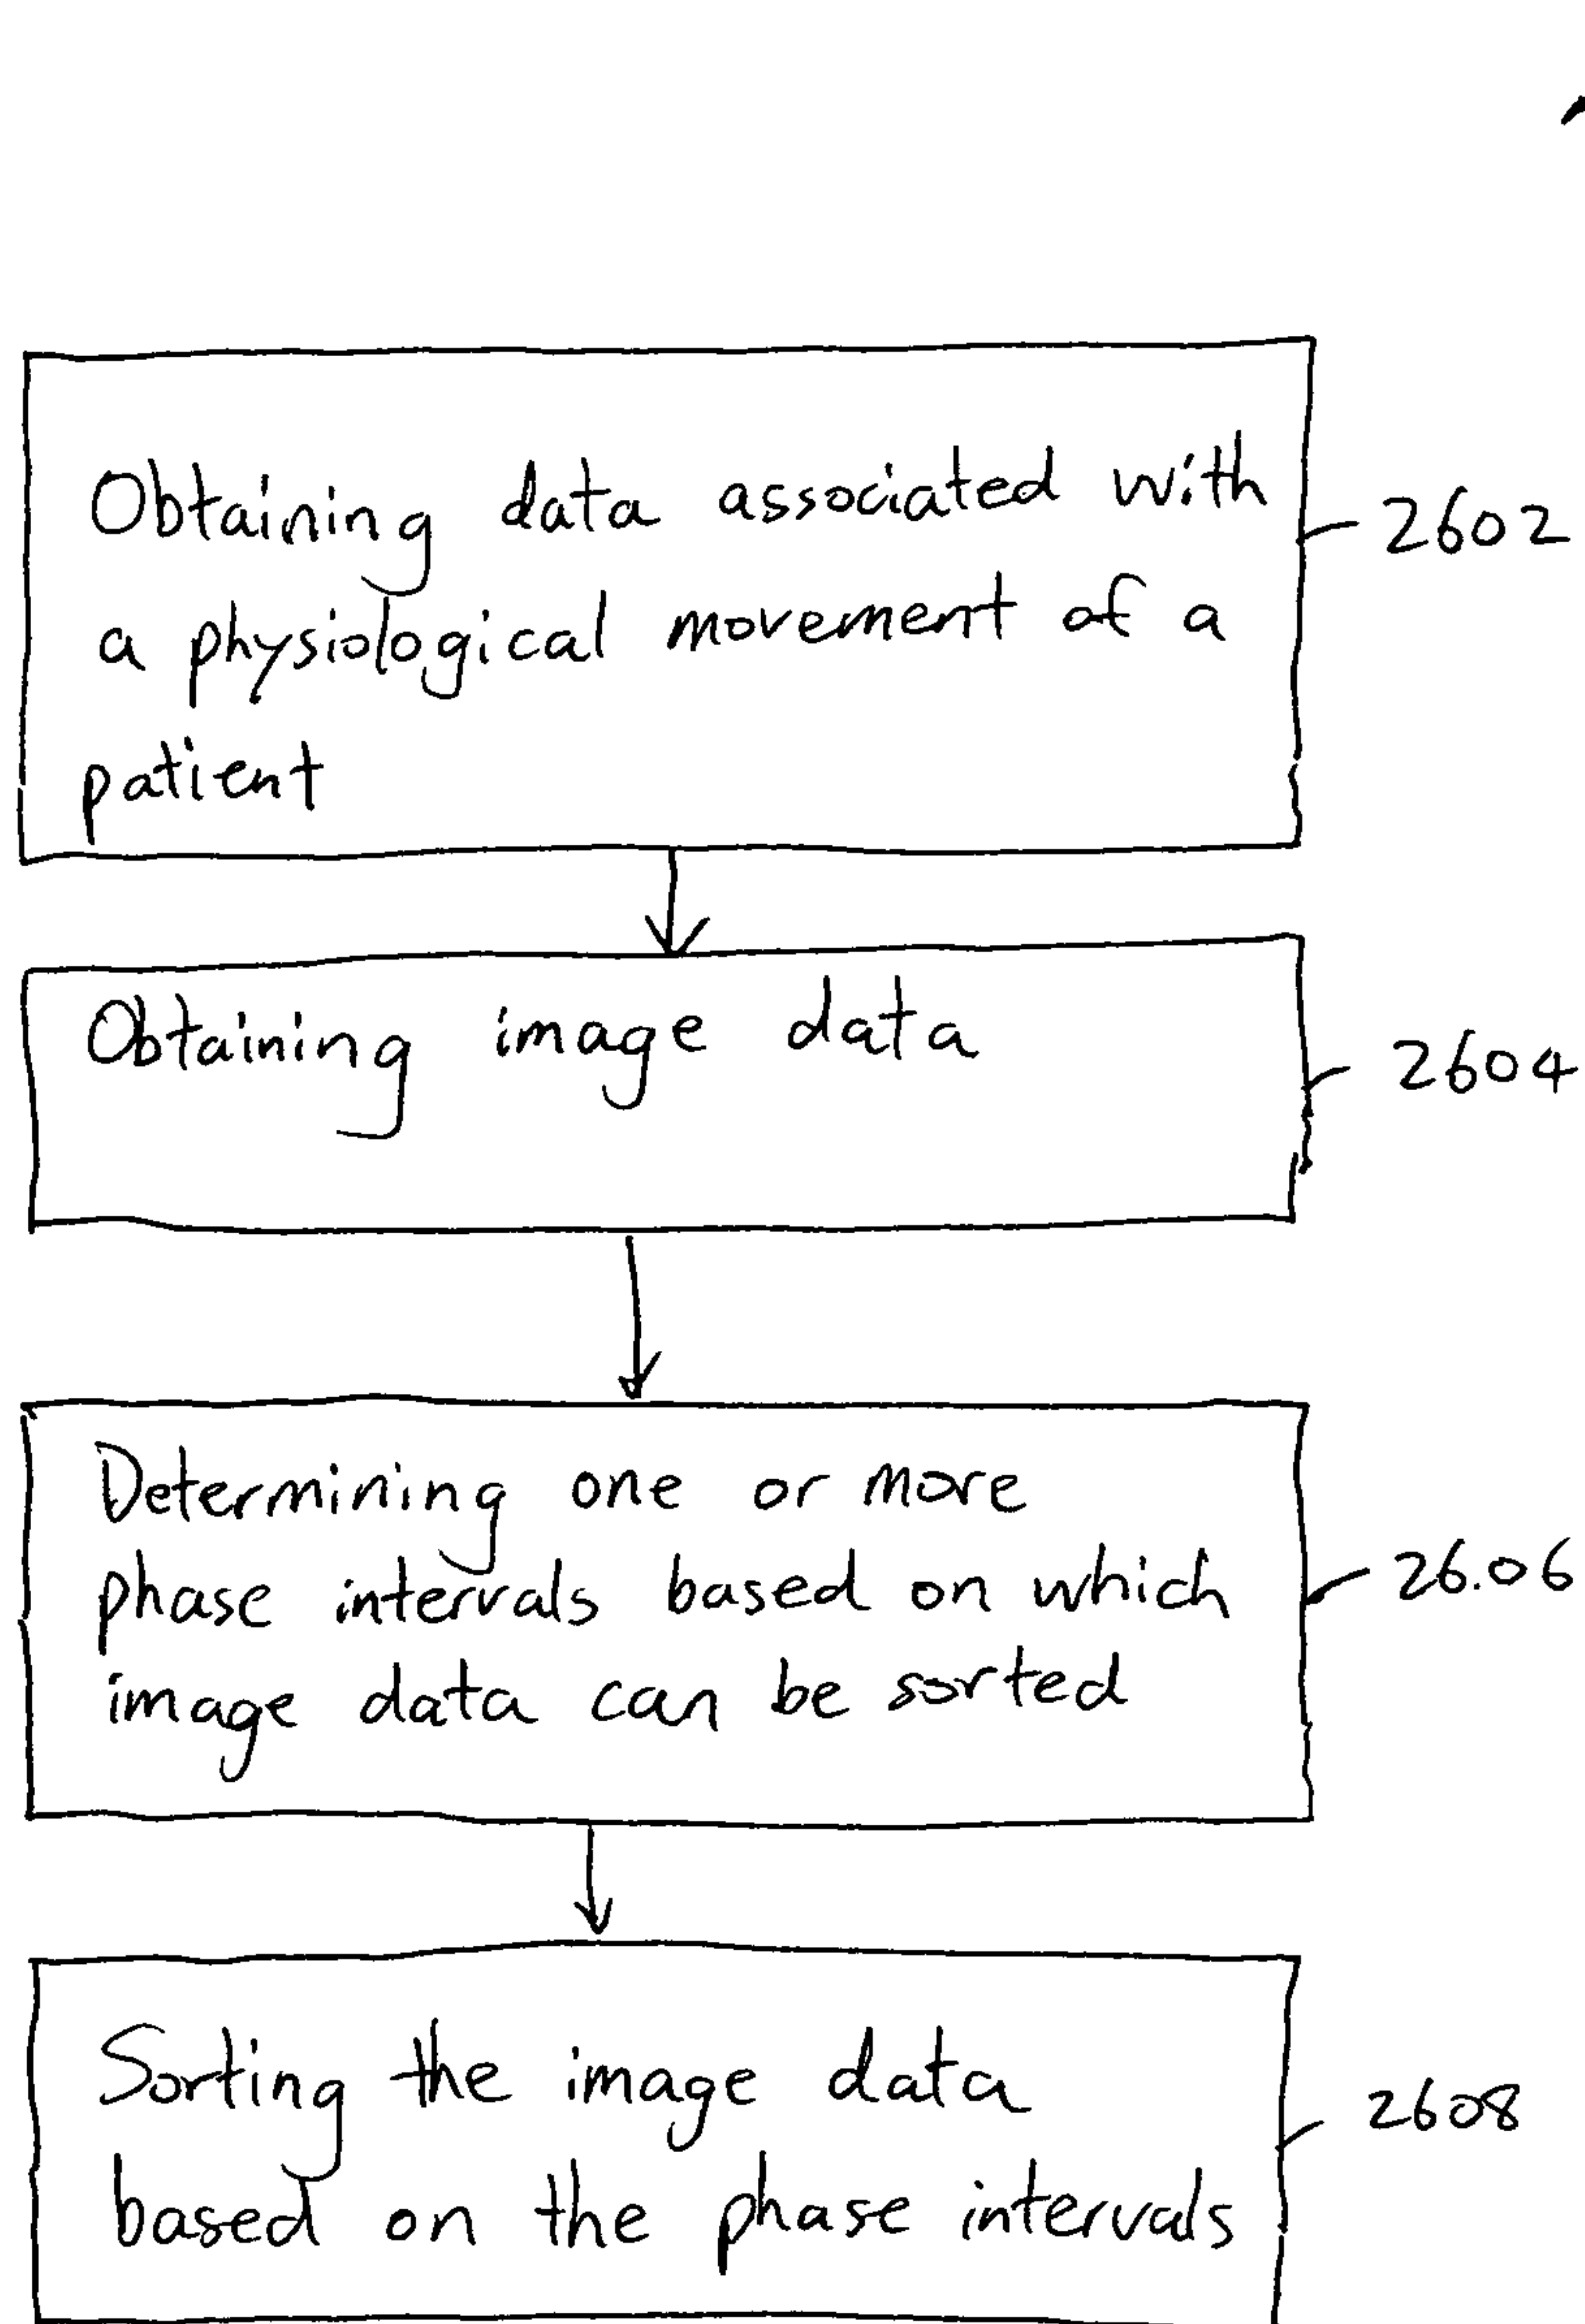 Obtaining data associated with
a physiological movement of a
patient
2602
Obtaining image data
2604
Determining one or more
phase intervals based on which
image data can be sorted
26.06
Sorting the image data
based on the phase intervals
2608